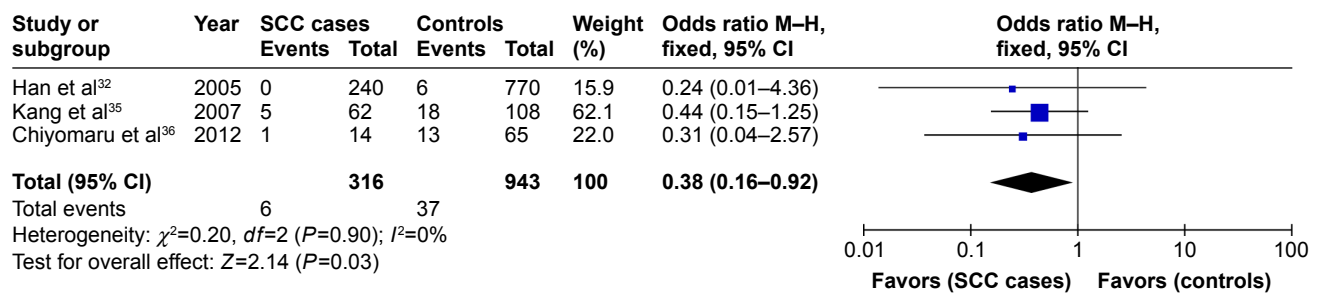 Study or subgroup Year SCC cases Events Total Controls Events Total Weight (%) Odds ratio M–H, fixed, 95% CI Odds ratio M–H, fixed, 95% CI
Han et al³² 2005 0 240 6 770 15.9 0.24 (0.01–4.36)
Kang et al³⁵ 2007 5 62 18 108 62.1 0.44 (0.15–1.25)
Chiyomaru et al³⁶ 2012 1 14 13 65 22.0 0.31 (0.04–2.57)
Total (95% CI) 316 943 100 0.38 (0.16–0.92)
Total events 6 37
Heterogeneity: χ²=0.20, df=2 (P=0.90); I²=0%
Test for overall effect: Z=2.14 (P=0.03)
0.01 0.1 1 10 100
Favors (SCC cases) Favors (controls)